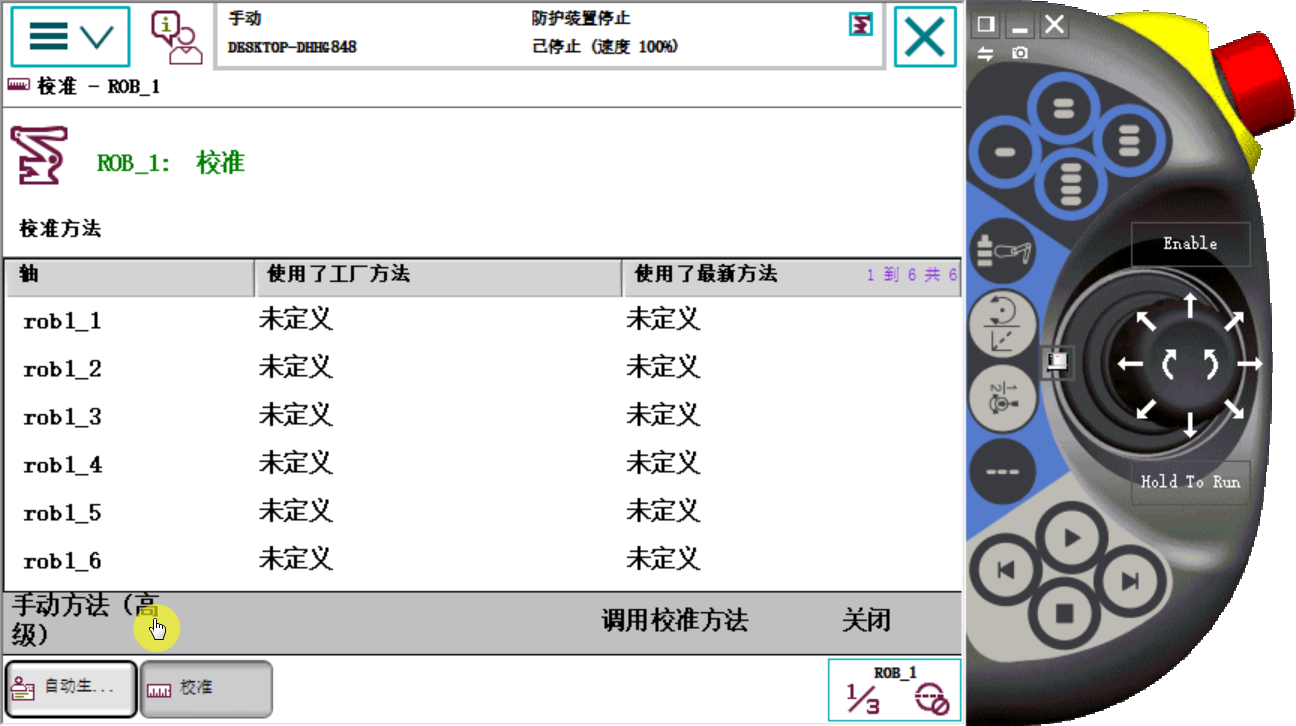 手动
防护装置停止
DESKTOP-DHHG848
己停止 (速度 100%)
校准 - ROB_1
ROB_1: 校准
校准方法
轴 使用了工厂方法 使用了最新方法 1 到 6 共 6
rob1_1 未定义 未定义
rob1_2 未定义 未定义
rob1_3 未定义 未定义
rob1_4 未定义 未定义
rob1_5 未定义 未定义
rob1_6 未定义 未定义
手动方法（高
级）
调用校准方法
关闭
自动生...
校准
ROB_1
1/3
Enable
Hold To Run